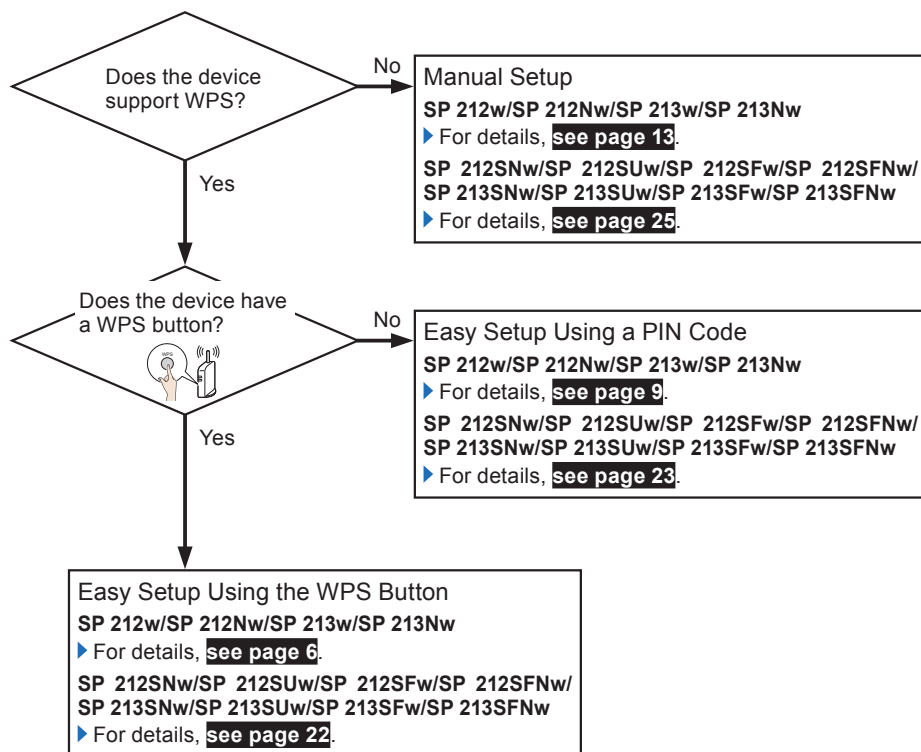 Does the device
support WPS?
No
Manual Setup
SP 212w/SP 212Nw/SP 213w/SP 213Nw
For details, see page 13.
SP 212SNw/SP 212SUw/SP 212SFw/SP 212SFNw/
SP 213SNw/SP 213SUw/SP 213SFw/SP 213SFNw
For details, see page 25.
Yes
Does the device have
a WPS button?
WPS
No
Easy Setup Using a PIN Code
SP 212w/SP 212Nw/SP 213w/SP 213Nw
For details, see page 9.
SP 212SNw/SP 212SUw/SP 212SFw/SP 212SFNw/
SP 213SNw/SP 213SUw/SP 213SFw/SP 213SFNw
For details, see page 23.
Yes
Easy Setup Using the WPS Button
SP 212w/SP 212Nw/SP 213w/SP 213Nw
For details, see page 6.
SP 212SNw/SP 212SUw/SP 212SFw/SP 212SFNw/
SP 213SNw/SP 213SUw/SP 213SFw/SP 213SFNw
For details, see page 22.